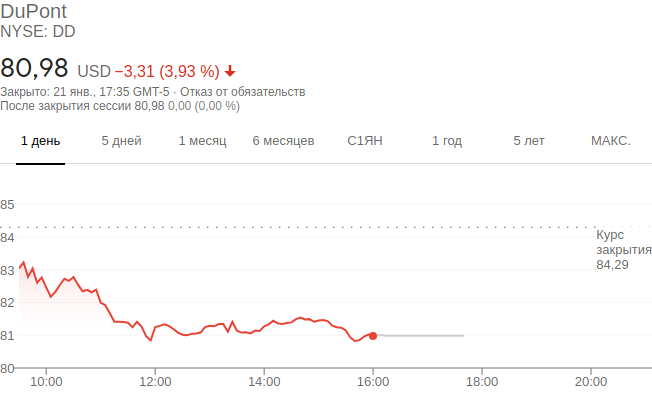 DuPont
NYSE: DD
80,98 USD −3,31 (3,93 %)
Закрыто: 21 янв., 17:35 GMT-5 · Отказ от обязательств
После закрытия сессии 80,98 0,00 (0,00 %)
1 день 5 дней 1 месяц 6 месяцев С1ЯН 1 год 5 лет МАКС.
85
84
83
82
81
80
Курс
закрытия
84,29
10:00 12:00 14:00 16:00 18:00 20:00